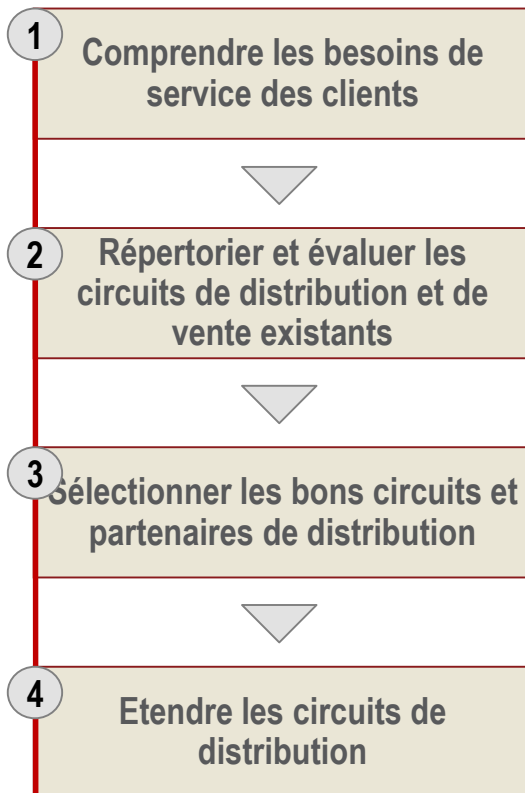 1
Comprendre les besoins de
service des clients
2
Répertorier et évaluer les
circuits de distribution et de
vente existants
3
Sélectionner les bons circuits et
partenaires de distribution
4
Etendre les circuits de
distribution